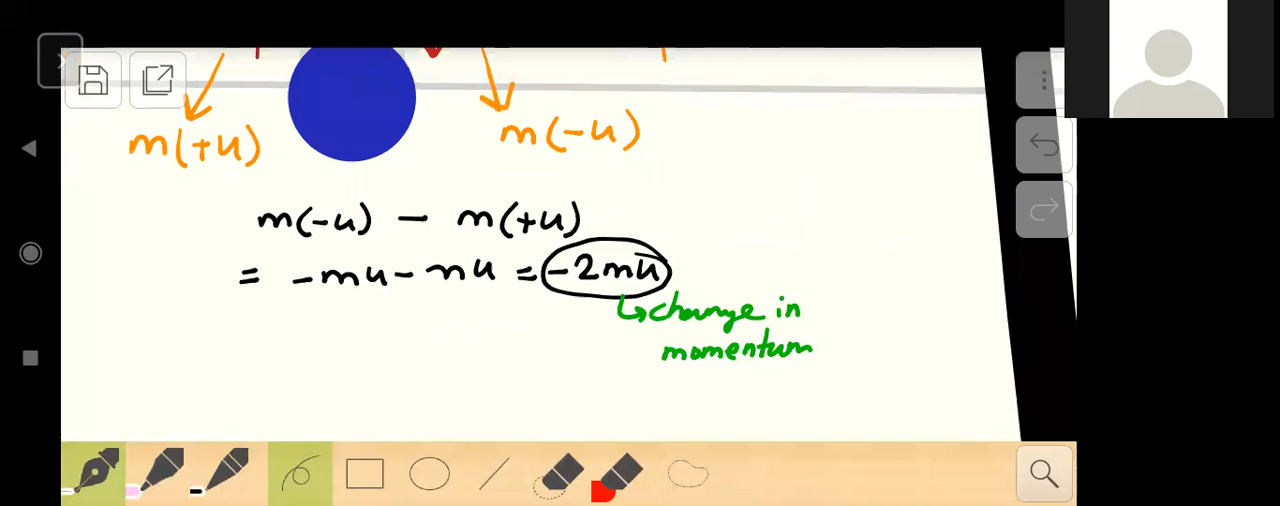 m(+u)
m(-u)
m(-u) - m(+u)
= -mu - mu = -2mu
↳ change in
momentum